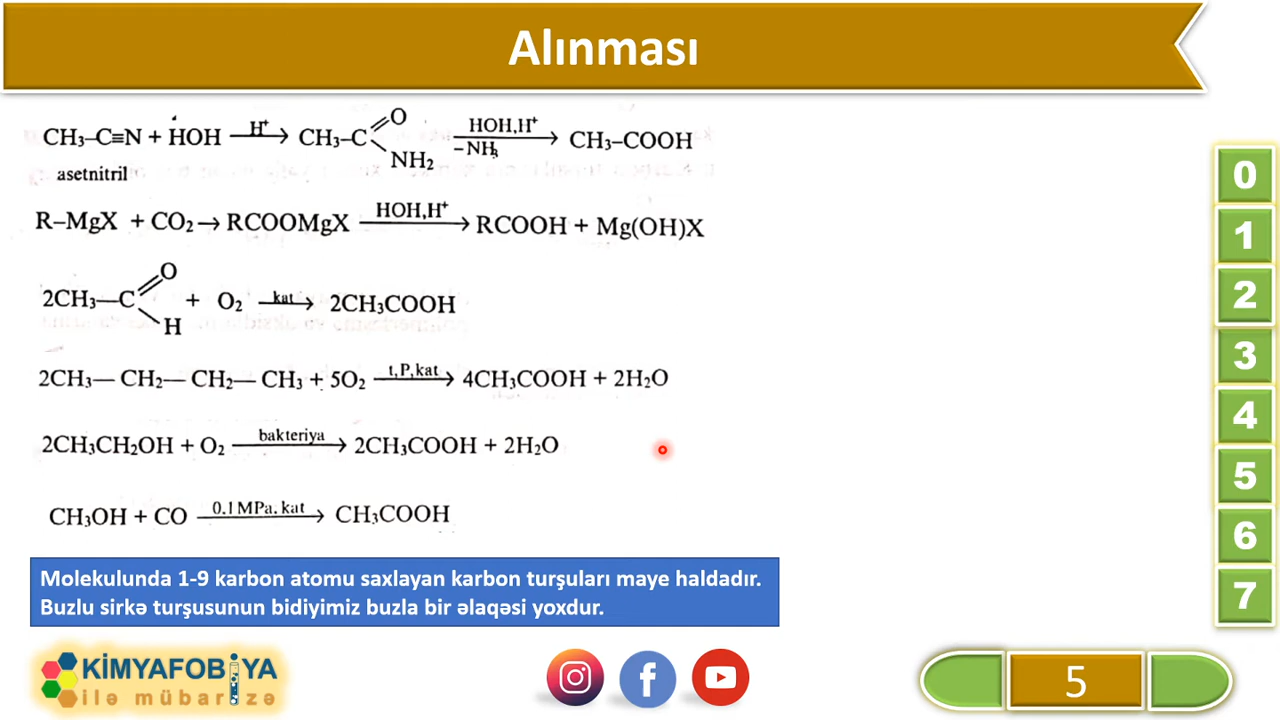 Alınması
CH₃–C≡N + HOH —H⁺→ CH₃–C(=O)NH₂ —HOH,H⁺ / –NH₃→ CH₃–COOH
asetnitril
R–MgX + CO₂ → RCOOMgX —HOH,H⁺→ RCOOH + Mg(OH)X
2CH₃—C(=O)H + O₂ —kat→ 2CH₃COOH
2CH₃— CH₂— CH₂— CH₃ + 5O₂ —t,P,kat→ 4CH₃COOH + 2H₂O
2CH₃CH₂OH + O₂ —bakteriya→ 2CH₃COOH + 2H₂O
CH₃OH + CO —0.1MPa.kat→ CH₃COOH
Molekulunda 1-9 karbon atomu saxlayan karbon turşuları maye haldadır.
Buzlu sirkə turşusunun bidiyimiz buzla bir əlaqəsi yoxdur.
0
1
2
3
4
5
6
7
KİMYAFOBİYA
ilə mübarizə
5